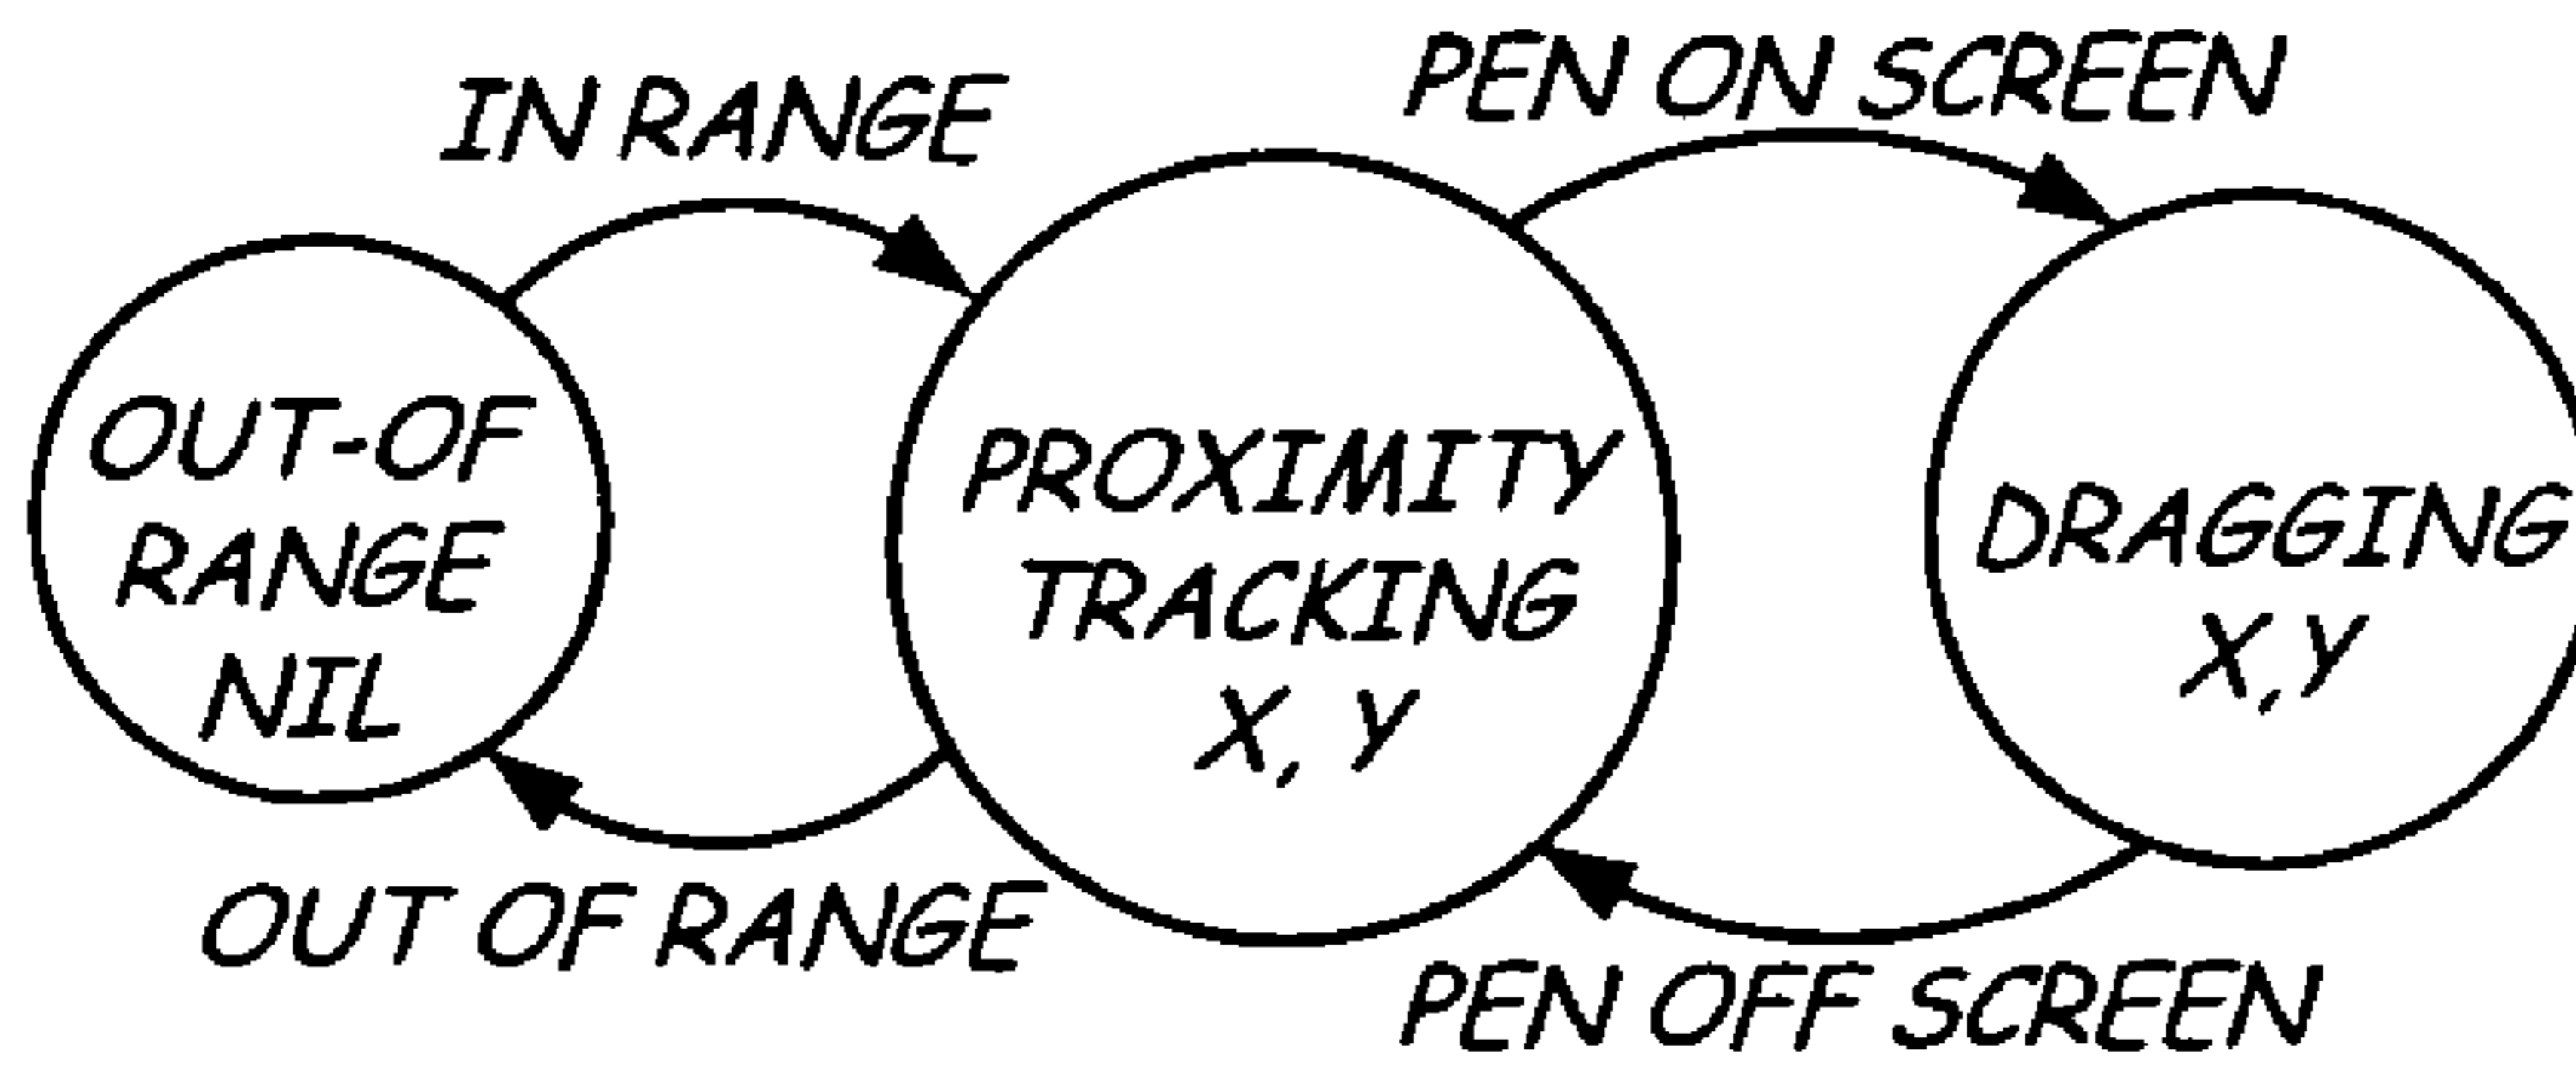 IN RANGE
PEN ON SCREEN
OUT-OF
RANGE
NIL
PROXIMITY
TRACKING
X, Y
DRAGGING
X,Y
OUT OF RANGE
PEN OFF SCREEN